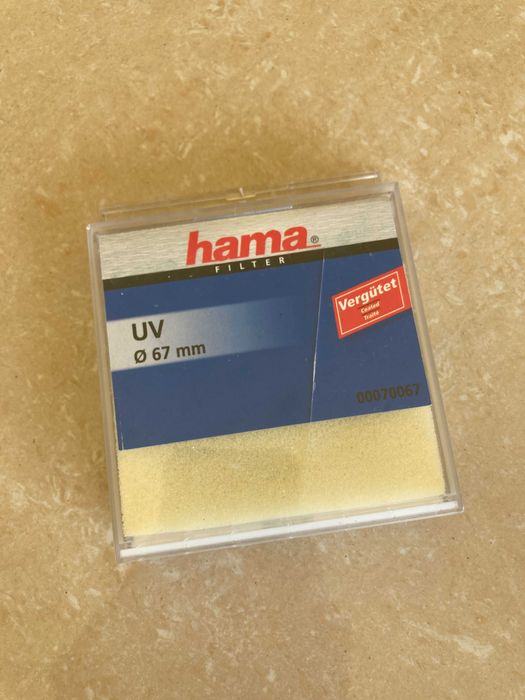 hama®
FILTER
Vergütet
Coated
Traité
UV
Ø 67 mm
00070067